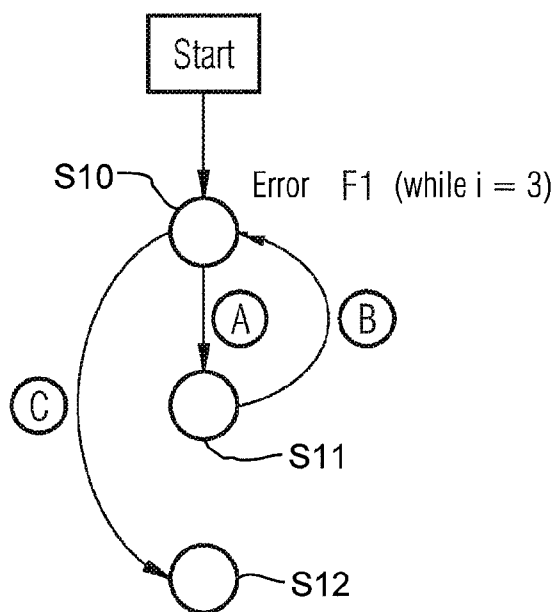 Start
S10
Error F1 (while i = 3)
A
B
C
S11
S12